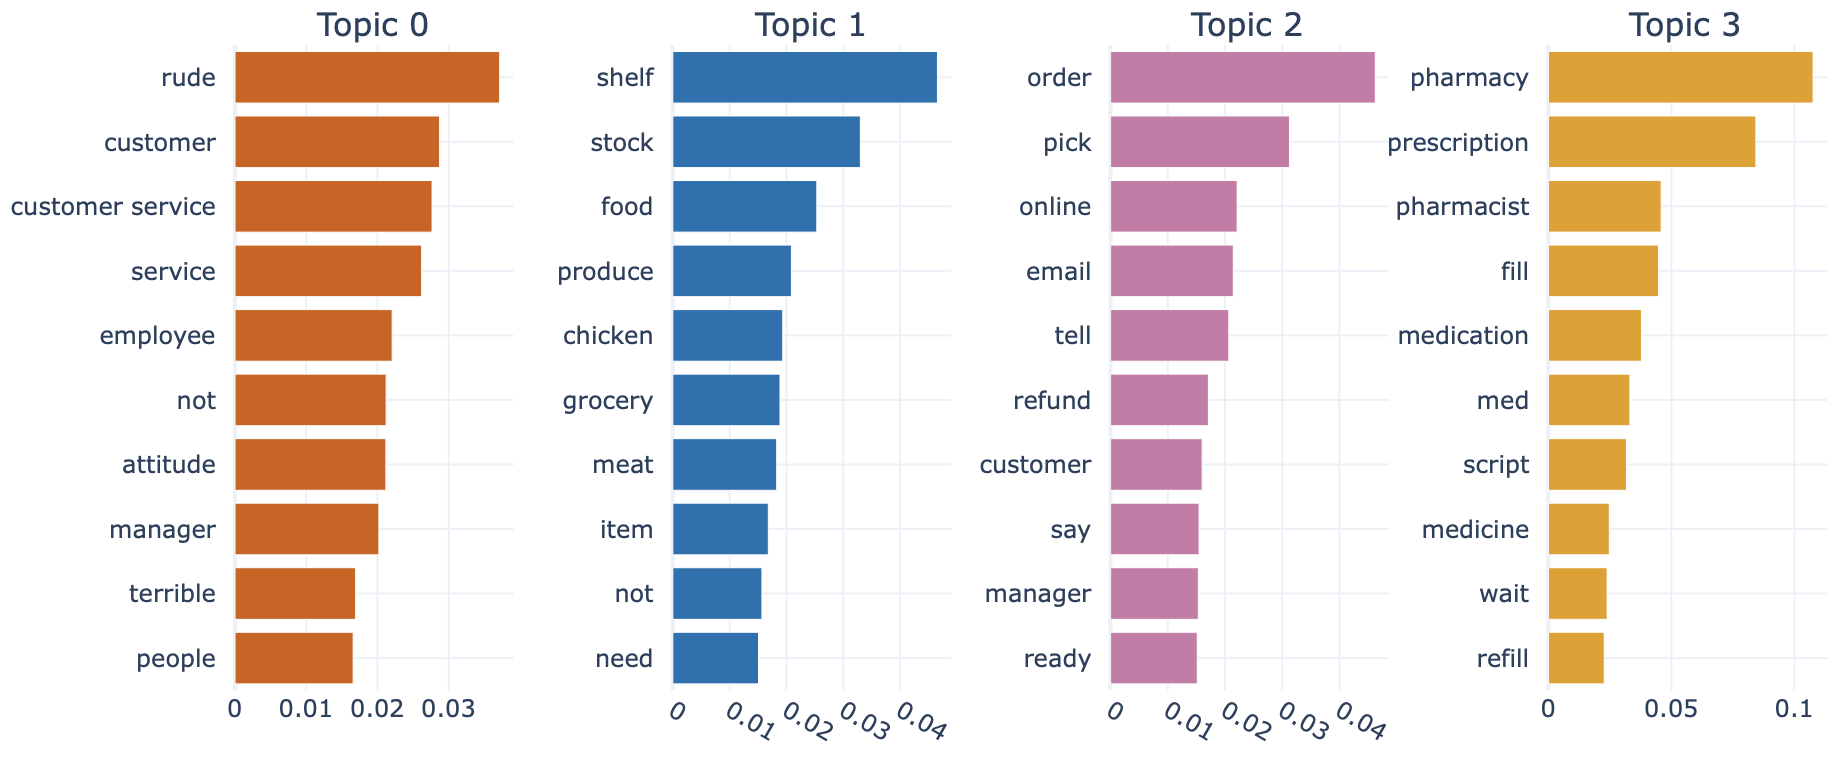 Topic 0
rude
customer
customer service
service
employee
not
attitude
manager
terrible
people
0 0.01 0.02 0.03
Topic 1
shelf
stock
food
produce
chicken
grocery
meat
item
not
need
0 0.01 0.02 0.03 0.04
Topic 2
order
pick
online
email
tell
refund
customer
say
manager
ready
0 0.01 0.02 0.03 0.04
Topic 3
pharmacy
prescription
pharmacist
fill
medication
med
script
medicine
wait
refill
0 0.05 0.1